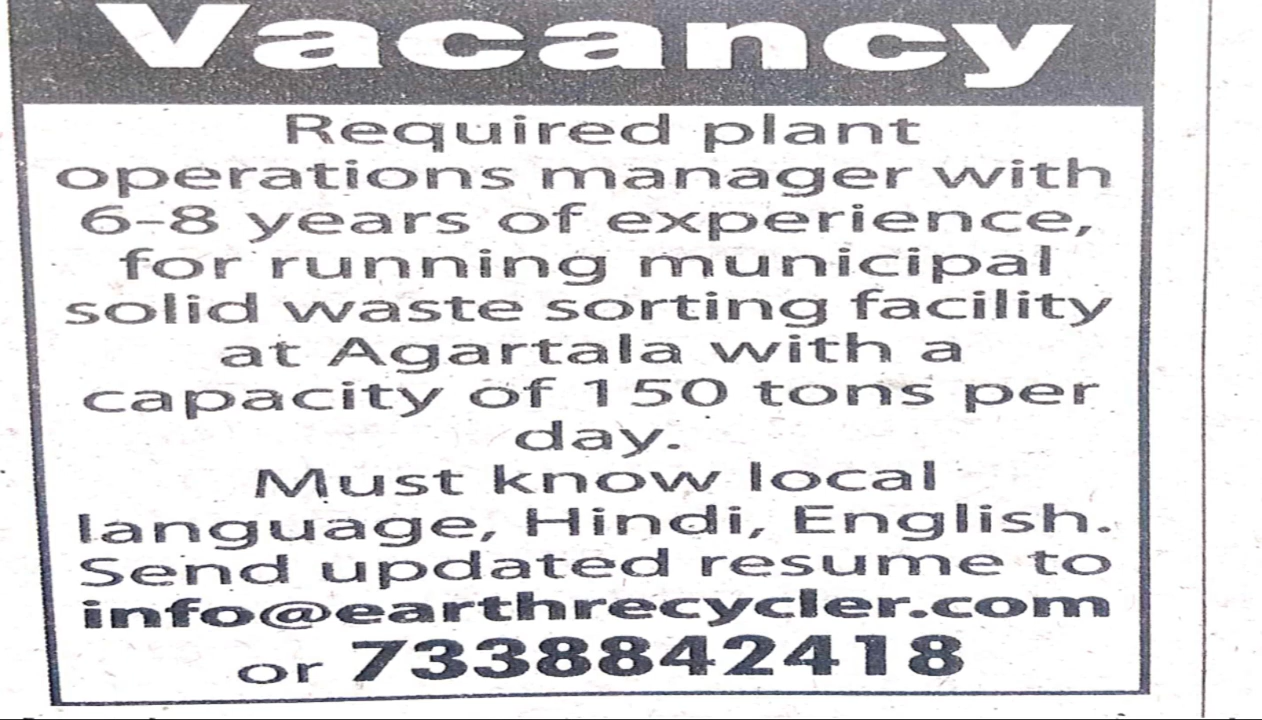 Vacancy
Required plant
operations manager with
6-8 years of experience,
for running municipal
solid waste sorting facility
at Agartala with a
capacity of 150 tons per
day.
Must know local
language, Hindi, English.
Send updated resume to
info@earthrecycler.com
or 7338842418